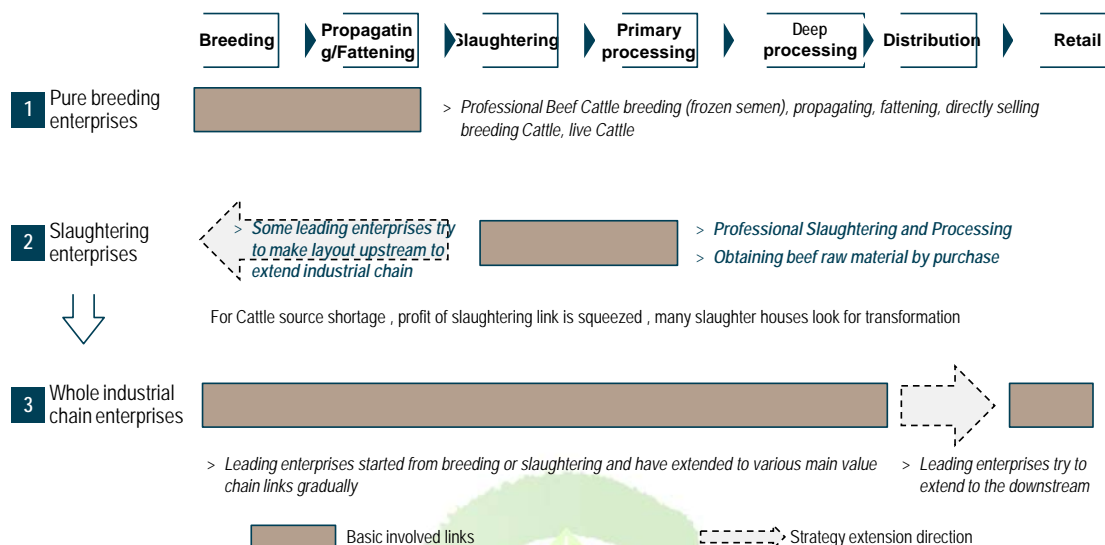 Breeding
Propagatin
g/Fattening
Slaughtering
Primary
processing
Deep
processing
Distribution
Retail
1
Pure breeding
enterprises
> Professional Beef Cattle breeding (frozen semen), propagating, fattening, directly selling
breeding Cattle, live Cattle
2
Slaughtering
enterprises
> Some leading enterprises try
to make layout upstream to
extend industrial chain
> Professional Slaughtering and Processing
> Obtaining beef raw material by purchase
For Cattle source shortage , profit of slaughtering link is squeezed , many slaughter houses look for transformation
3
Whole industrial
chain enterprises
> Leading enterprises started from breeding or slaughtering and have extended to various main value
chain links gradually
> Leading enterprises try to
extend to the downstream
Basic involved links
Strategy extension direction